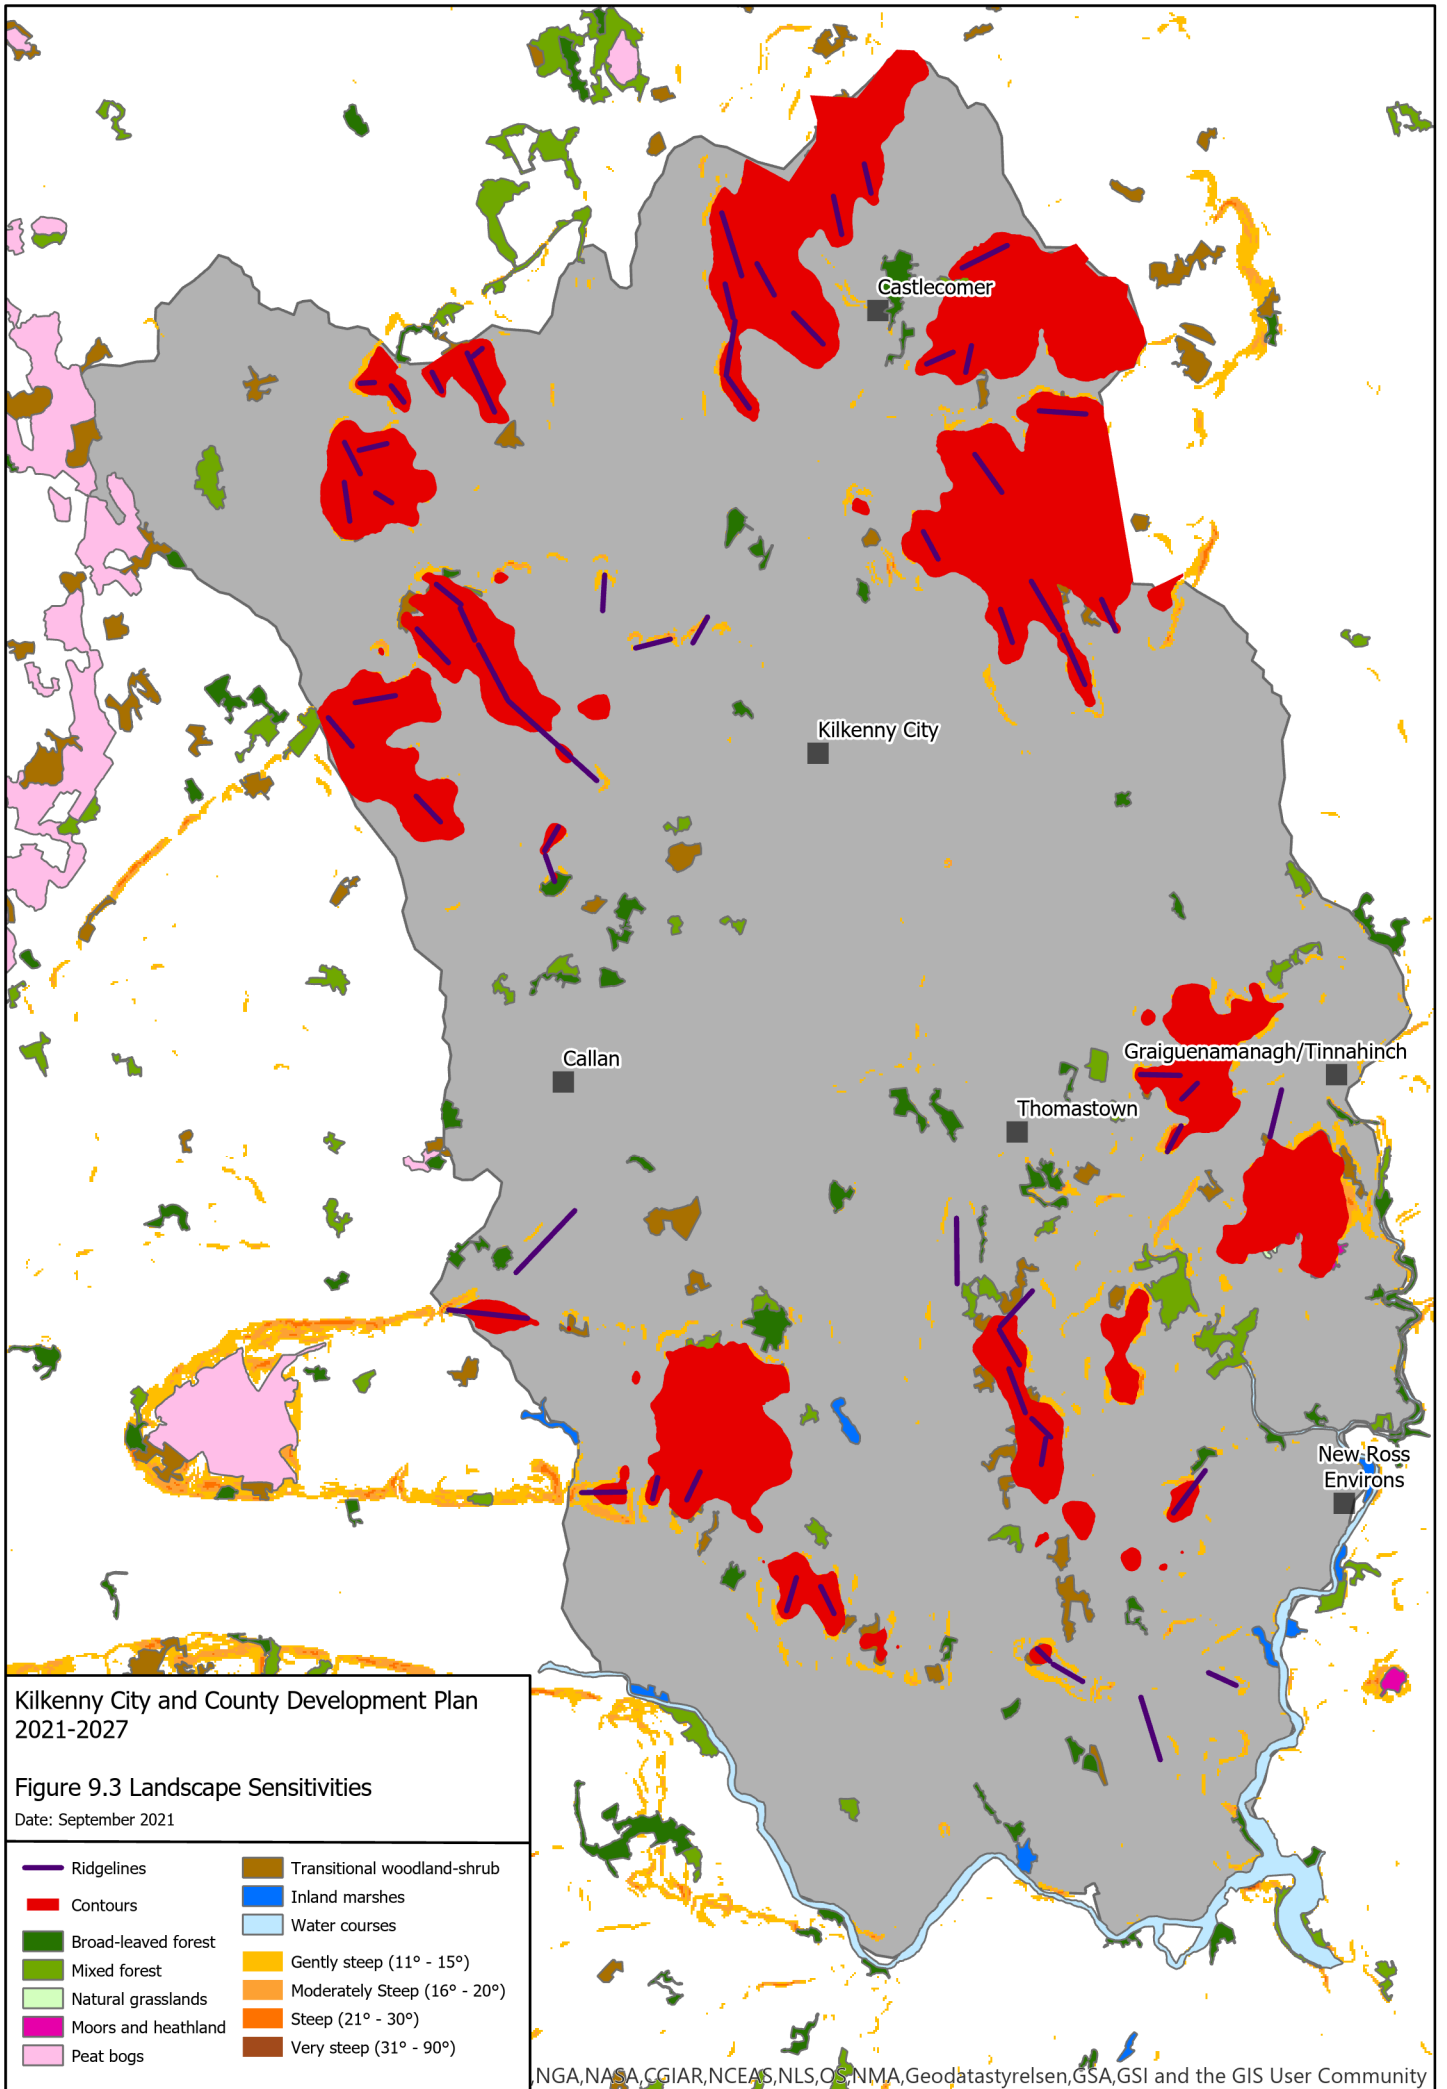 Castlecomer
Kilkenny City
Callan
Graiguenamanagh/Tinnahinch
Thomastown
New Ross
Environs
Kilkenny City and County Development Plan
2021-2027
Figure 9.3 Landscape Sensitivities
Date: September 2021
Ridgelines
Contours
Broad-leaved forest
Mixed forest
Natural grasslands
Moors and heathland
Peat bogs
Transitional woodland-shrub
Inland marshes
Water courses
Gently steep (11° - 15°)
Moderately Steep (16° - 20°)
Steep (21° - 30°)
Very steep (31° - 90°)
,NGA,NASA,CGIAR,NCEAS,NLS,OS,NMA,Geodatastyrelsen,GSA,GSI and the GIS User Community